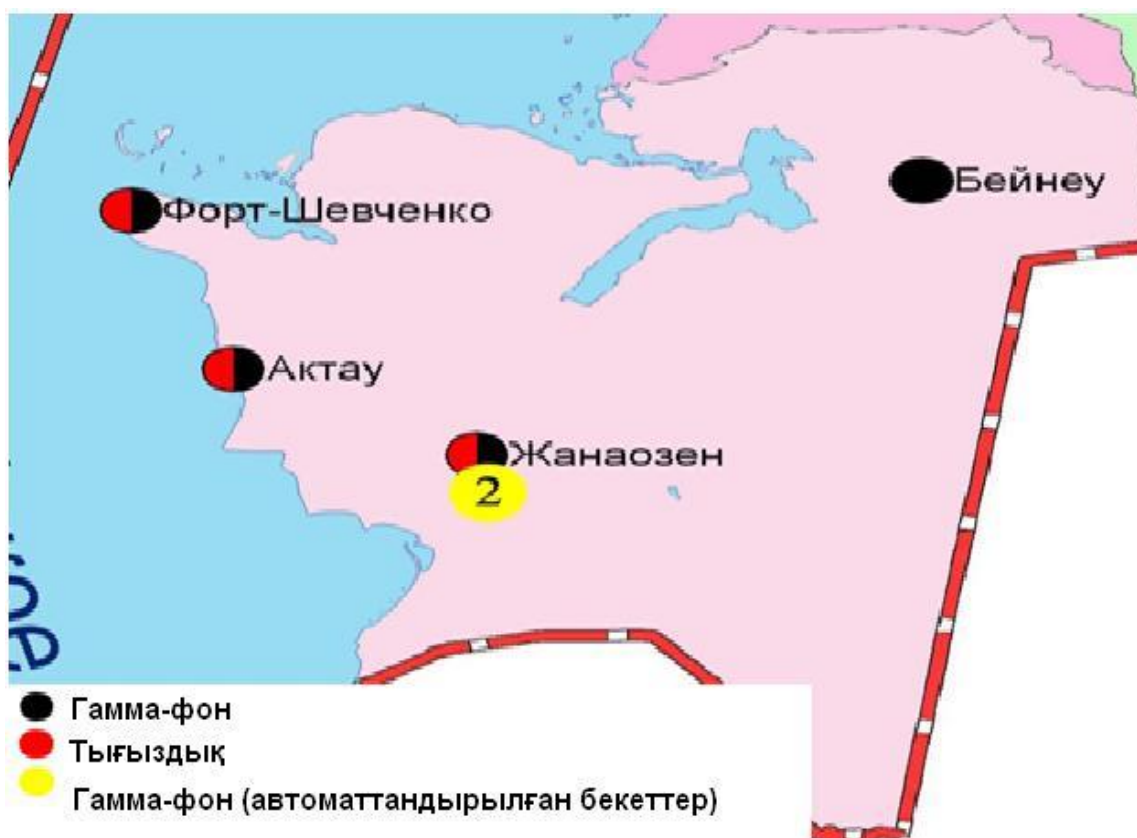 Бейнеу
Форт-Шевченко
Актау
Жанаозен
2
Гамма-фон
Тығыздық
Гамма-фон (автоматтандырылған бекеттер)